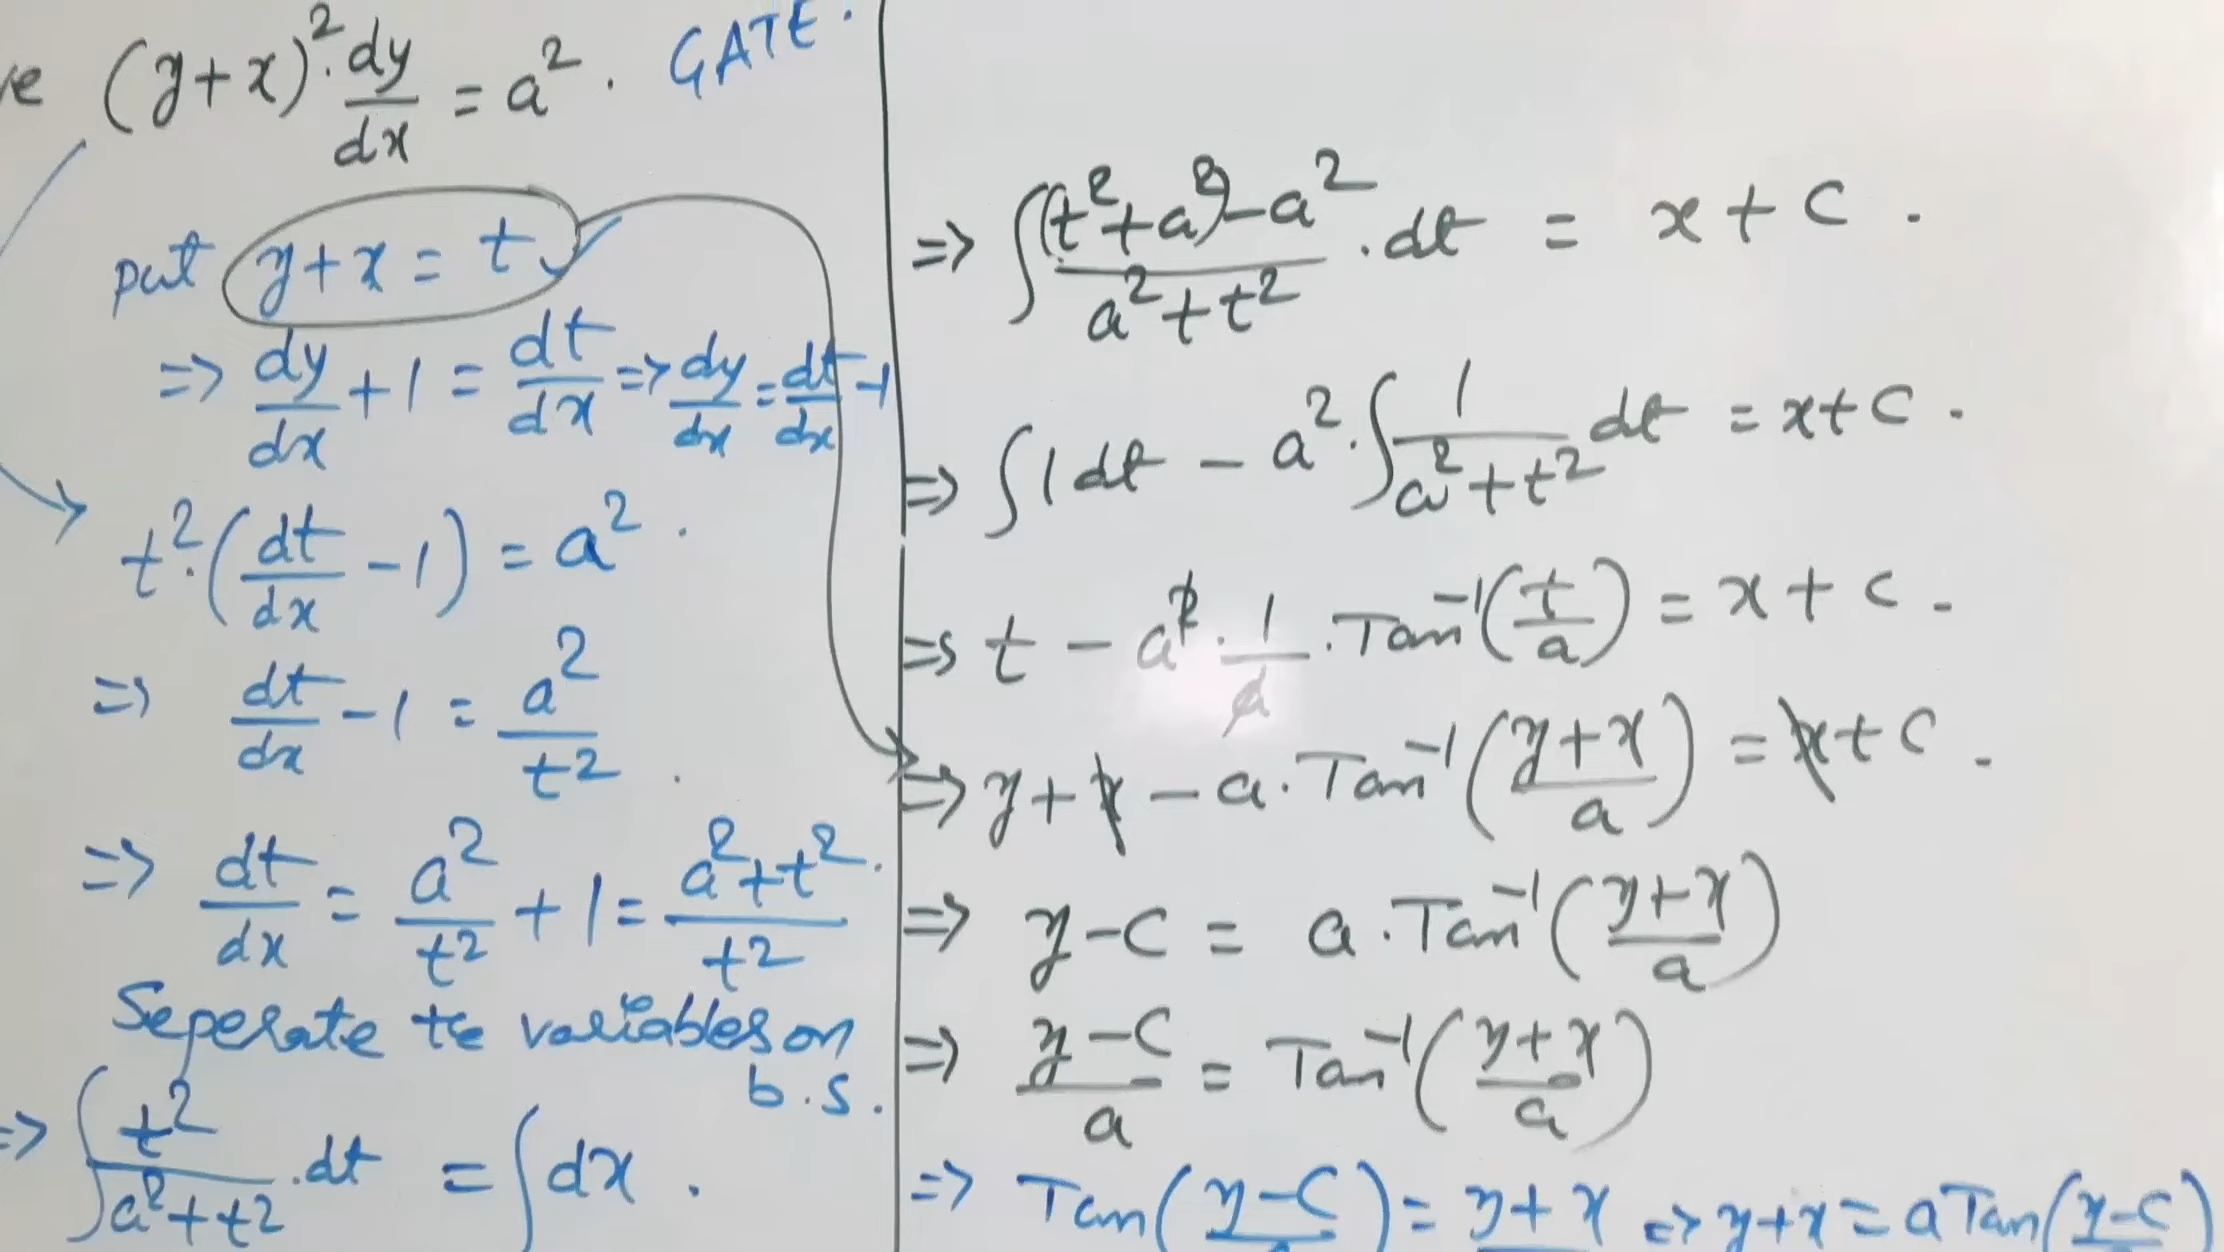 (y+x)².dy/dx = a². GATE.
put y+x = t
=> dy/dx + 1 = dt/dx => dy/dx = dt/dx - 1
t².(dt/dx - 1) = a².
=> dt/dx - 1 = a²/t².
=> dt/dx = a²/t² + 1 = (a²+t²)/t².
Seperate te variables on
b.s.
=> ∫ t²/(a²+t²) .dt = ∫dx.
=> ∫ ((t²+a²)-a²)/(a²+t²) .dt = x + c.
=> ∫1 dt - a².∫ 1/(a²+t²) dt = x+c.
=> t - a².1/a.Tan⁻¹(t/a) = x + c.
=> y+x - a.Tan⁻¹((y+x)/a) = x+c.
=> y-c = a.Tan⁻¹((y+x)/a)
=> (y-c)/a = Tan⁻¹((y+x)/a)
=> Tan(y-c) = y+x => y+x = a Tan(y-c)